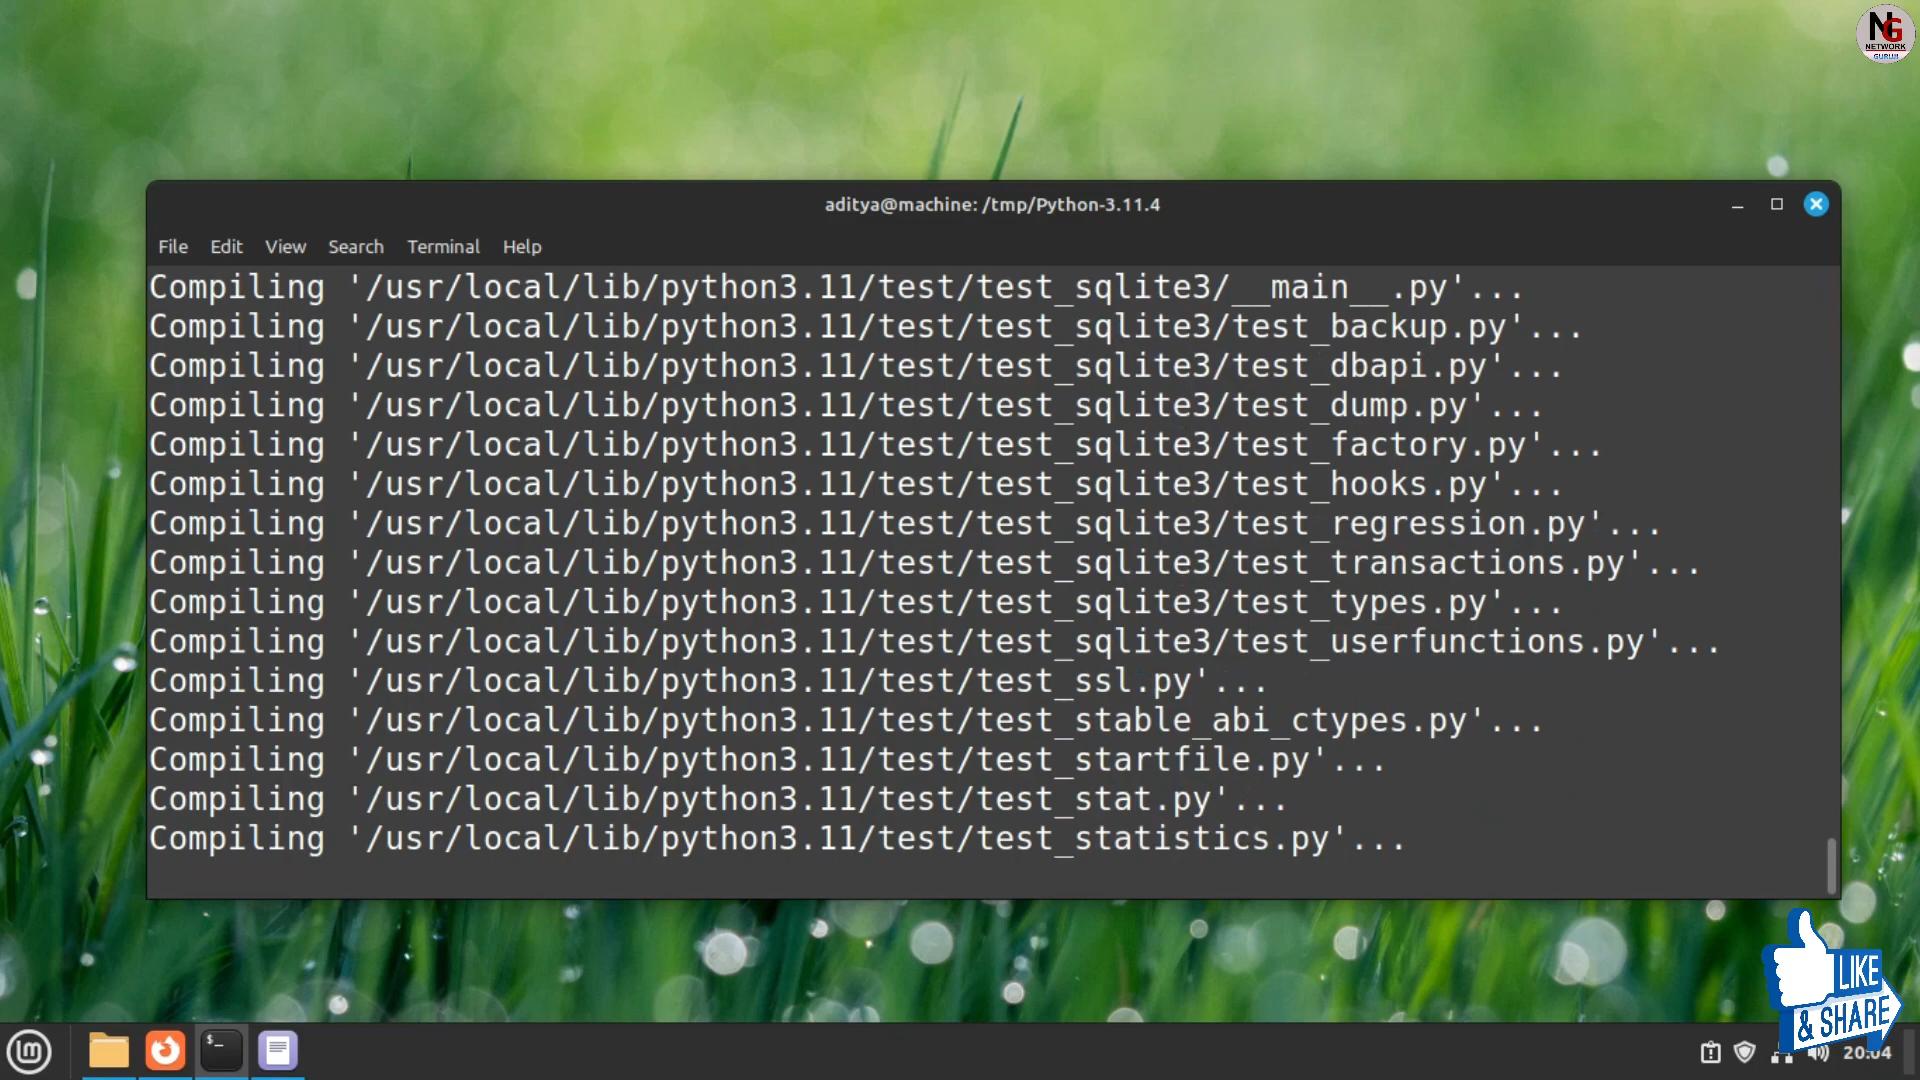 NG
NETWORK
GURUJI
aditya@machine: /tmp/Python-3.11.4
File Edit View Search Terminal Help
Compiling '/usr/local/lib/python3.11/test/test_sqlite3/__main__.py'...
Compiling '/usr/local/lib/python3.11/test/test_sqlite3/test_backup.py'...
Compiling '/usr/local/lib/python3.11/test/test_sqlite3/test_dbapi.py'...
Compiling '/usr/local/lib/python3.11/test/test_sqlite3/test_dump.py'...
Compiling '/usr/local/lib/python3.11/test/test_sqlite3/test_factory.py'...
Compiling '/usr/local/lib/python3.11/test/test_sqlite3/test_hooks.py'...
Compiling '/usr/local/lib/python3.11/test/test_sqlite3/test_regression.py'...
Compiling '/usr/local/lib/python3.11/test/test_sqlite3/test_transactions.py'...
Compiling '/usr/local/lib/python3.11/test/test_sqlite3/test_types.py'...
Compiling '/usr/local/lib/python3.11/test/test_sqlite3/test_userfunctions.py'...
Compiling '/usr/local/lib/python3.11/test/test_ssl.py'...
Compiling '/usr/local/lib/python3.11/test/test_stable_abi_ctypes.py'...
Compiling '/usr/local/lib/python3.11/test/test_startfile.py'...
Compiling '/usr/local/lib/python3.11/test/test_stat.py'...
Compiling '/usr/local/lib/python3.11/test/test_statistics.py'...
LIKE
& SHARE
$_
20:04